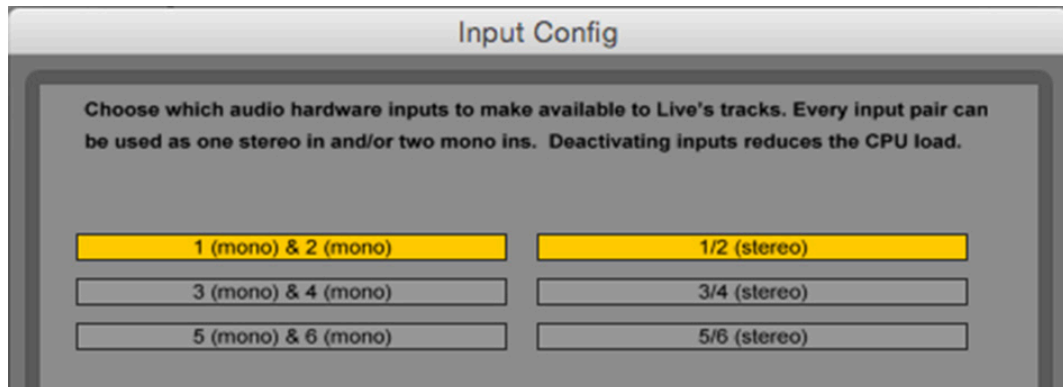 Input Config
Choose which audio hardware inputs to make available to Live's tracks. Every input pair can
be used as one stereo in and/or two mono ins.  Deactivating inputs reduces the CPU load.
1 (mono) & 2 (mono)
1/2 (stereo)
3 (mono) & 4 (mono)
3/4 (stereo)
5 (mono) & 6 (mono)
5/6 (stereo)